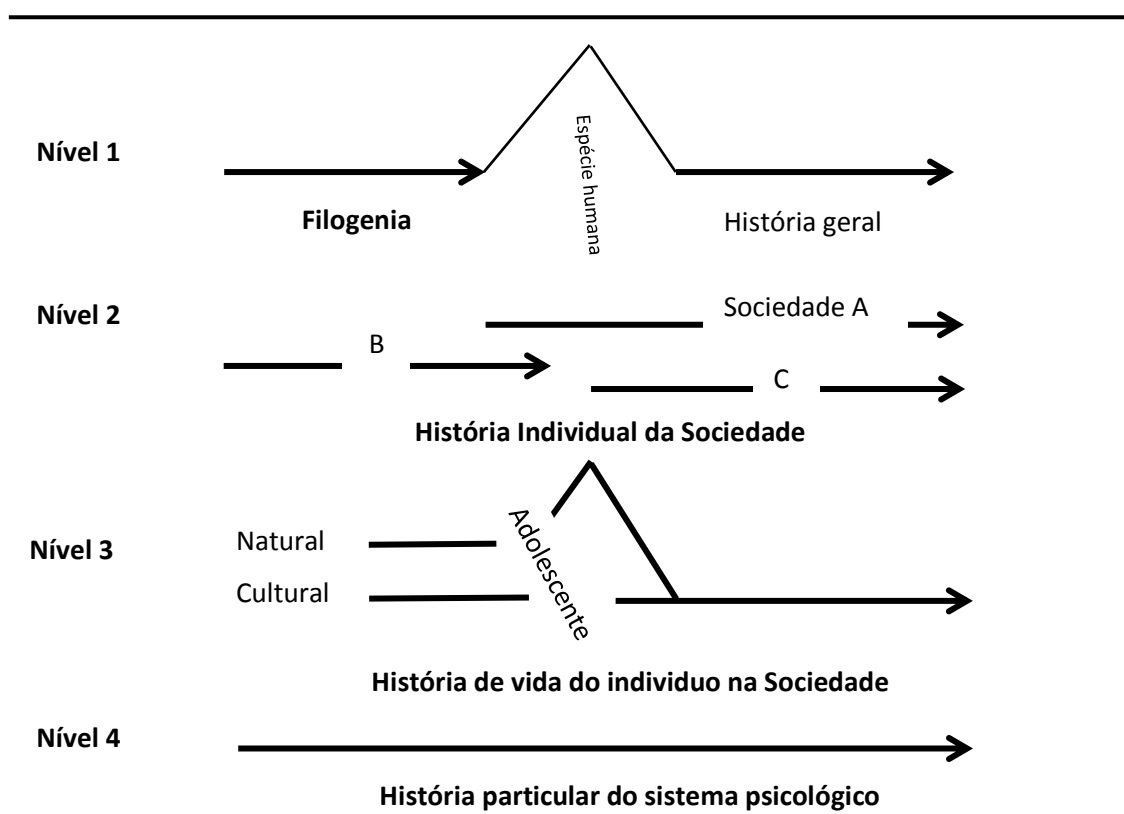 Nível 1
Espécie humana
Filogenia
História geral
Nível 2
Sociedade A
B
C
História Individual da Sociedade
Nível 3
Natural
Cultural
Adolescente
História de vida do individuo na Sociedade
Nível 4
História particular do sistema psicológico